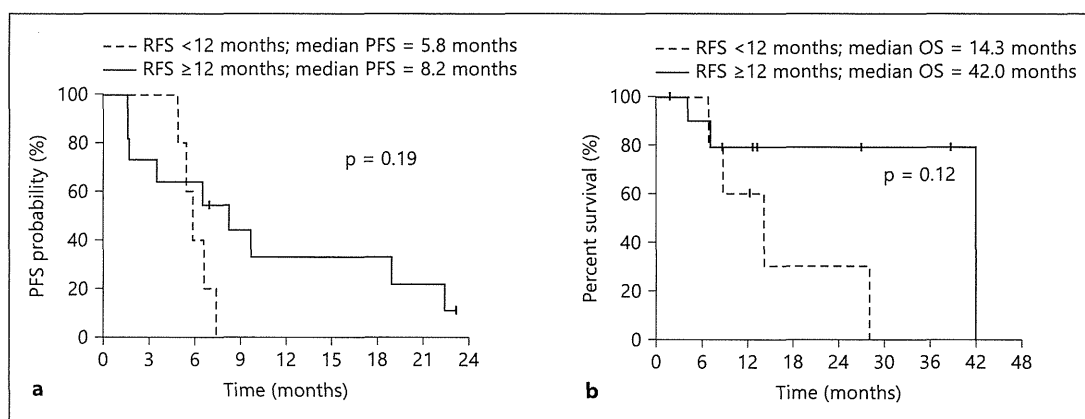 RFS <12 months; median PFS = 5.8 months
RFS ≥12 months; median PFS = 8.2 months
100
80
60
40
20
0
PFS probability (%)
p = 0.19
0 3 6 9 12 15 18 21 24
Time (months)
a
RFS <12 months; median OS = 14.3 months
RFS ≥12 months; median OS = 42.0 months
100
80
60
40
20
0
Percent survival (%)
p = 0.12
0 6 12 18 24 30 36 42 48
Time (months)
b